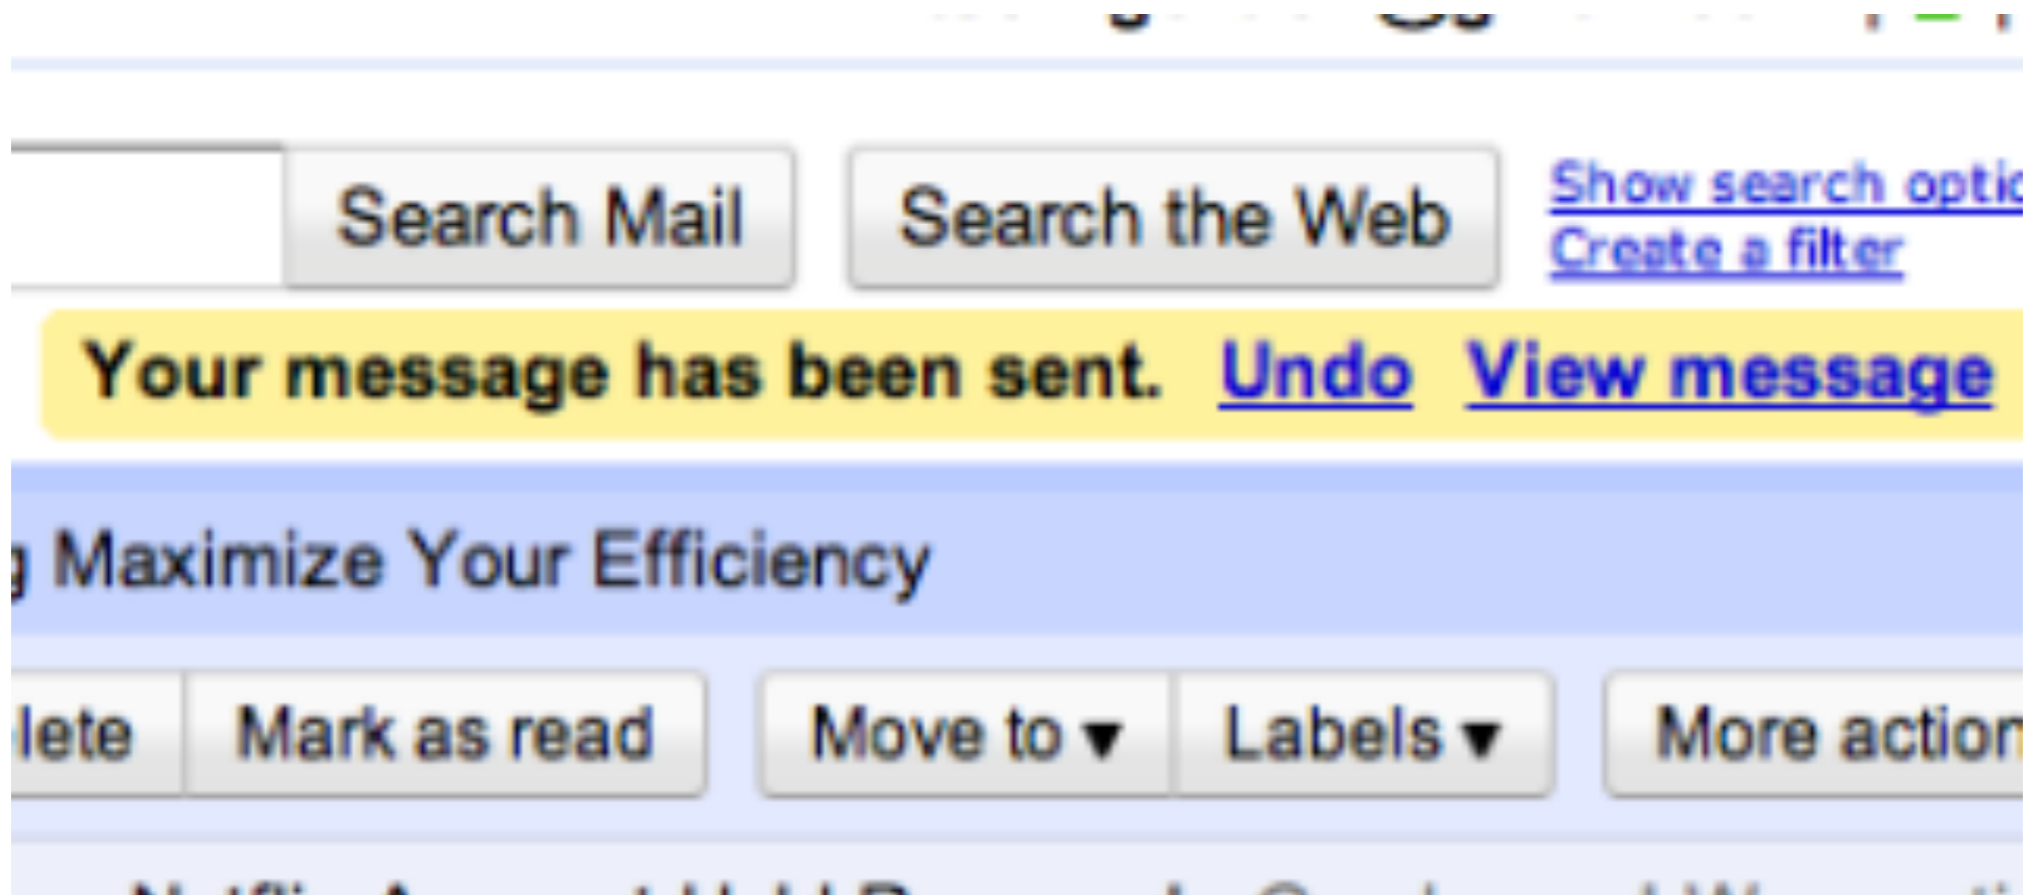 Search Mail Search the Web Show search optio
Create a filter
Your message has been sent. Undo View message
g Maximize Your Efficiency
lete Mark as read Move to ▼ Labels ▼ More action